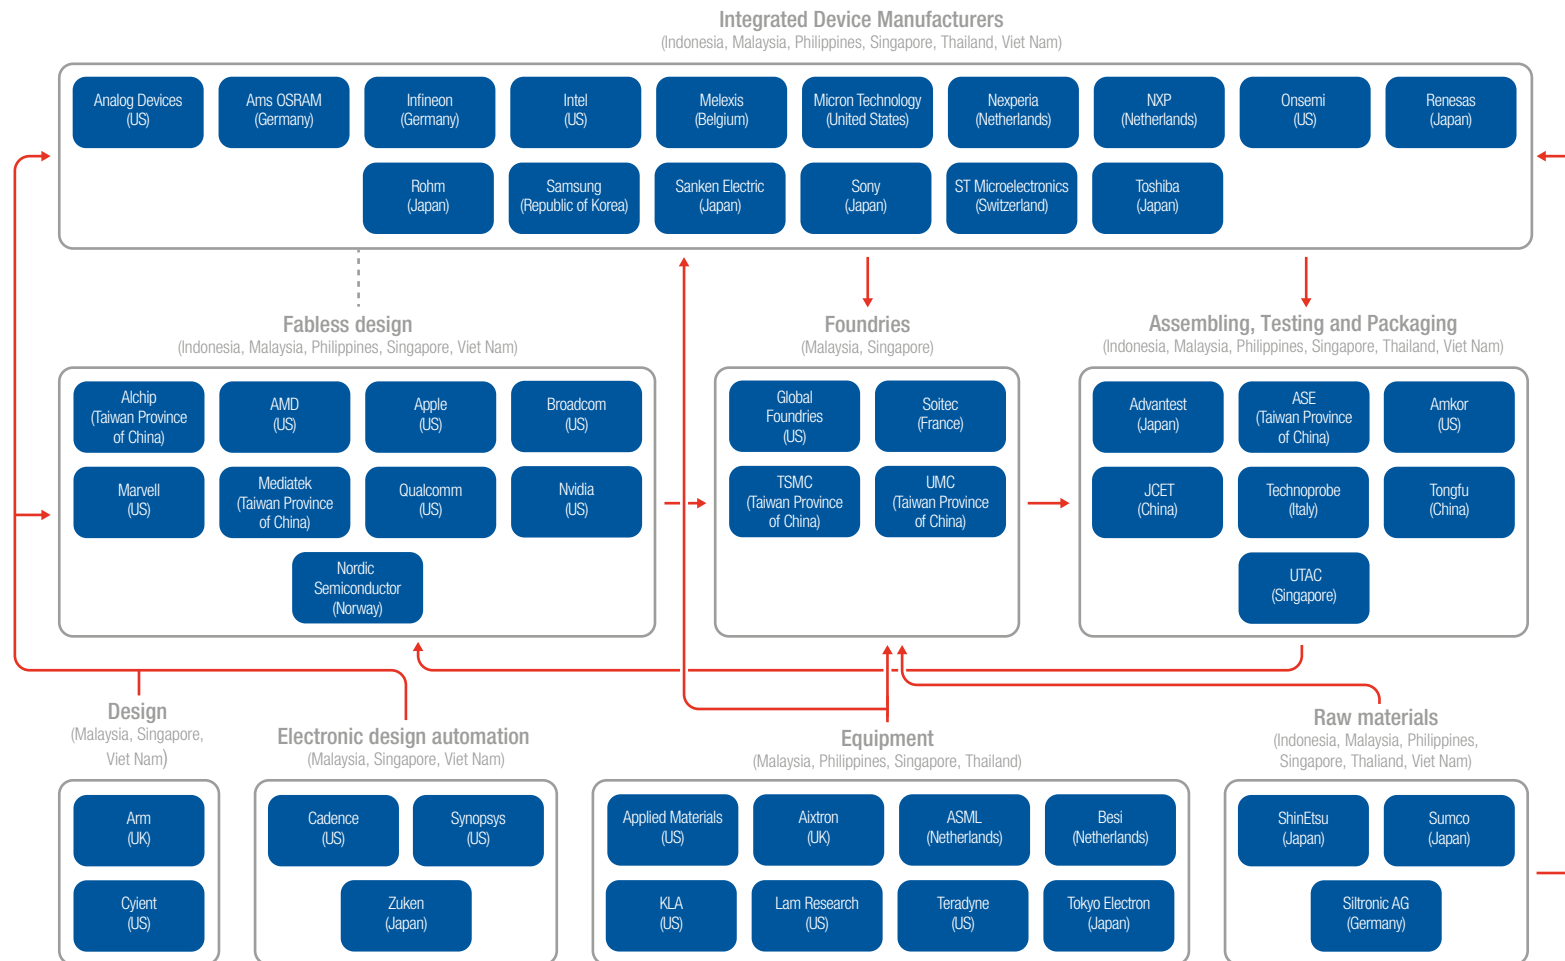 Integrated Device Manufacturers
(Indonesia, Malaysia, Philippines, Singapore, Thailand, Viet Nam)
Analog Devices
(US)
Ams OSRAM
(Germany)
Infineon
(Germany)
Intel
(US)
Melexis
(Belgium)
Micron Technology
(United States)
Nexperia
(Netherlands)
NXP
(Netherlands)
Onsemi
(US)
Renesas
(Japan)
Rohm
(Japan)
Samsung
(Republic of Korea)
Sanken Electric
(Japan)
Sony
(Japan)
ST Microelectronics
(Switzerland)
Toshiba
(Japan)
Fabless design
(Indonesia, Malaysia, Philippines, Singapore, Viet Nam)
Alchip
(Taiwan Province
of China)
AMD
(US)
Apple
(US)
Broadcom
(US)
Marvell
(US)
Mediatek
(Taiwan Province
of China)
Qualcomm
(US)
Nvidia
(US)
Nordic
Semiconductor
(Norway)
Foundries
(Malaysia, Singapore)
Global
Foundries
(US)
Soitec
(France)
TSMC
(Taiwan Province
of China)
UMC
(Taiwan Province
of China)
Assembling, Testing and Packaging
(Indonesia, Malaysia, Philippines, Singapore, Thailand, Viet Nam)
Advantest
(Japan)
ASE
(Taiwan Province
of China)
Amkor
(US)
JCET
(China)
Technoprobe
(Italy)
Tongfu
(China)
UTAC
(Singapore)
Design
(Malaysia, Singapore,
Viet Nam)
Arm
(UK)
Cyient
(US)
Electronic design automation
(Malaysia, Singapore, Viet Nam)
Cadence
(US)
Synopsys
(US)
Zuken
(Japan)
Equipment
(Malaysia, Philippines, Singapore, Thailand)
Applied Materials
(US)
Aixtron
(UK)
ASML
(Netherlands)
Besi
(Netherlands)
KLA
(US)
Lam Research
(US)
Teradyne
(US)
Tokyo Electron
(Japan)
Raw materials
(Indonesia, Malaysia, Philippines,
Singapore, Thaliand, Viet Nam)
ShinEtsu
(Japan)
Sumco
(Japan)
Siltronic AG
(Germany)